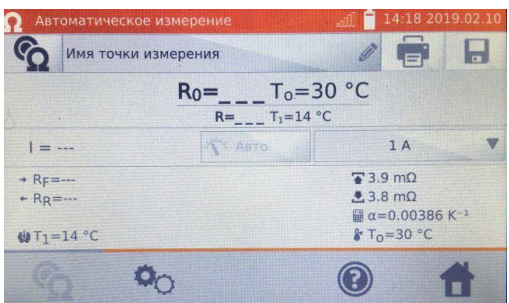 Автоматическое измерение 14:18 2019.02.10
Имя точки измерения
R₀=_ _ _ T₀=30 °C
R=_ _ _ T₁=14 °C
I = --- Авто 1 A
→ RF=--- 3.9 mΩ
← RR=--- 3.8 mΩ
α=0.00386 K⁻¹
T₁=14 °C T₀=30 °C